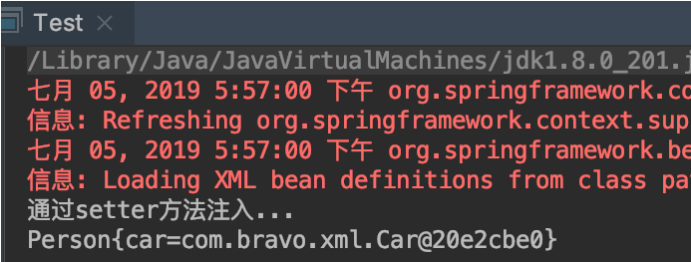 Test
/Library/Java/JavaVirtualMachines/jdk1.8.0_201.j
七月 05, 2019 5:57:00 下午 org.springframework.co
信息: Refreshing org.springframework.context.sup
七月 05, 2019 5:57:00 下午 org.springframework.be
信息: Loading XML bean definitions from class pa
通过setter方法注入...
Person{car=com.bravo.xml.Car@20e2cbe0}